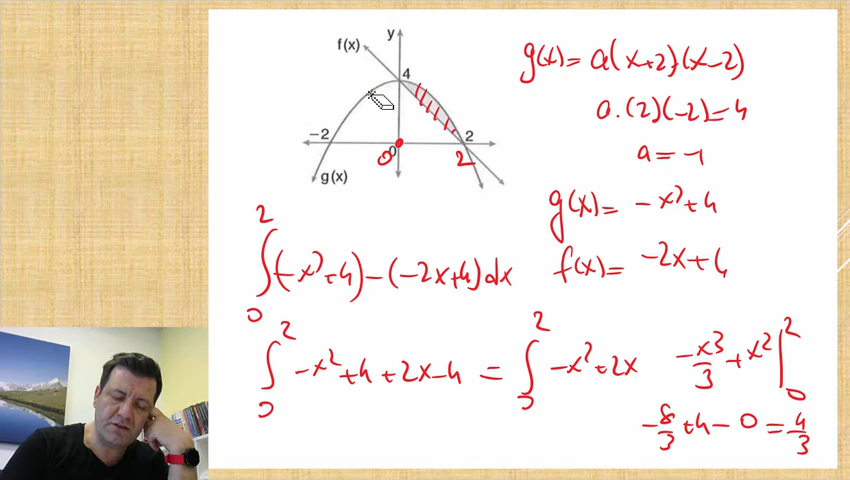 y
f(x)
4
-2
0
0
2
2
g(x)
g(x) = a(x+2).(x-2)
a.(2)(-2) = 4
a = -1
g(x) = -x²+4
f(x) = -2x+4
∫₀² (-x²+4) - (-2x+4) dx
∫₀² -x²+4+2x-4 = ∫₀² -x²+2x
-x³/3 + x² |₀²
-8/3 + 4 - 0 = 4/3